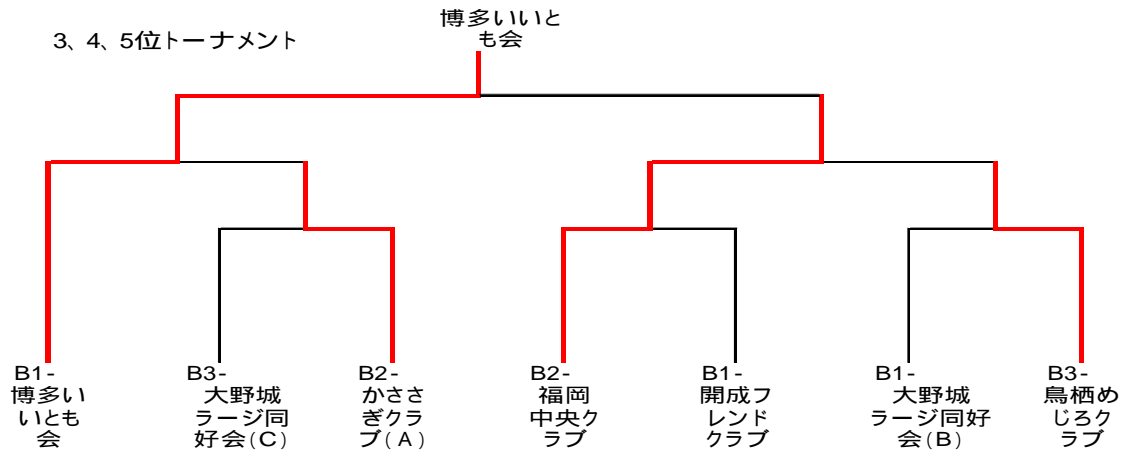 博多いいと
も会
3、4、5位トーナメント
B1-
博多い
いとも
会
B3-
大野城
ラージ同
好会(C)
B2-
かささ
ぎクラ
ブ(A)
B2-
福岡
中央ク
ラブ
B1-
開成フ
レンド
クラブ
B1-
大野城
ラージ同好
会(B)
B3-
鳥栖め
じろク
ラブ